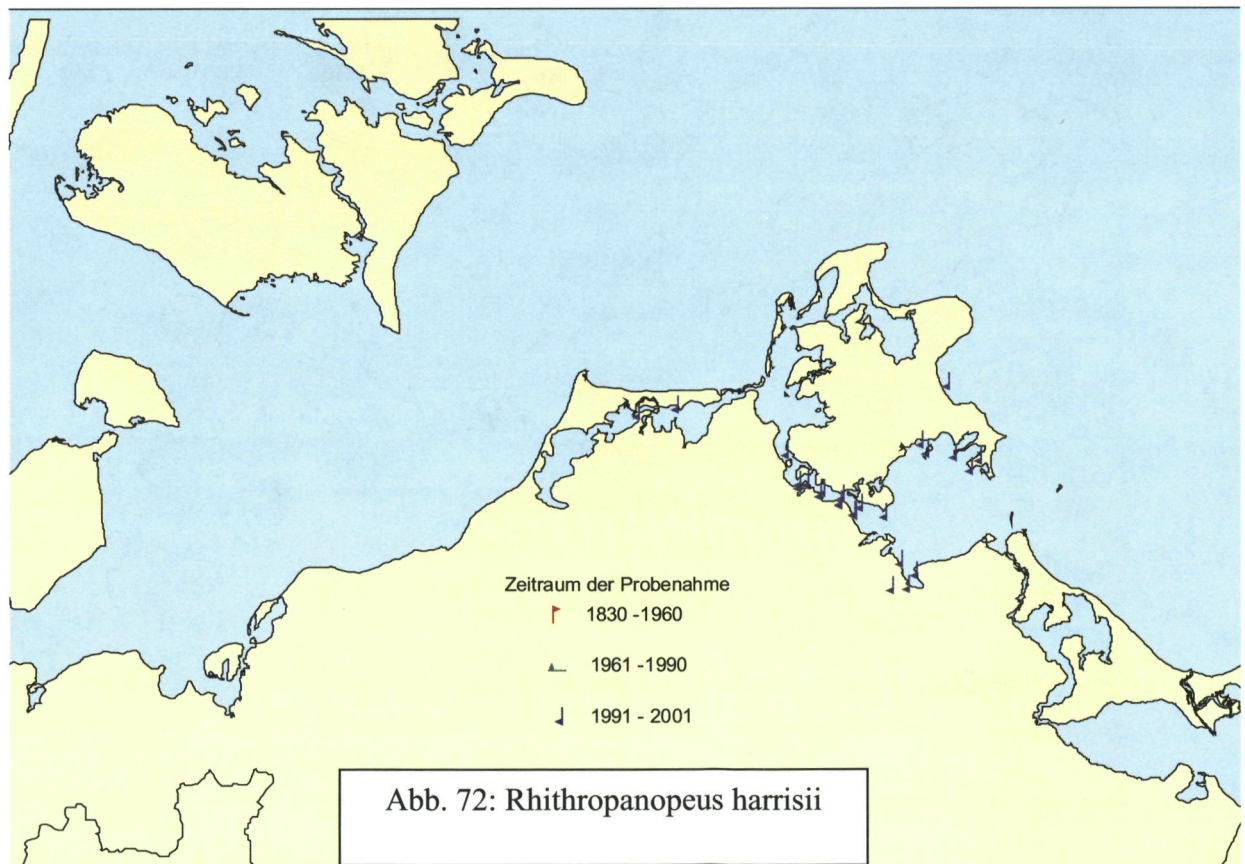 Zeitraum der Probenahme
1830 -1960
1961 -1990
1991 - 2001
Abb. 72: Rhithropanopeus harrisii